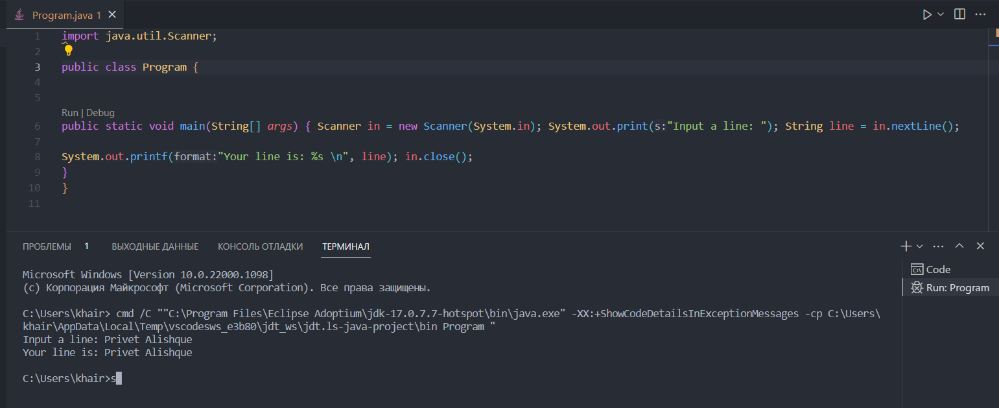 Program.java 1
1 import java.util.Scanner;
2
3 public class Program {
4
5
Run | Debug
6 public static void main(String[] args) { Scanner in = new Scanner(System.in); System.out.print(s:"Input a line: "); String line = in.nextLine();
7
8 System.out.printf(format:"Your line is: %s \n", line); in.close();
9 }
10 }
11
ПРОБЛЕМЫ 1 ВЫХОДНЫЕ ДАННЫЕ КОНСОЛЬ ОТЛАДКИ ТЕРМИНАЛ
Microsoft Windows [Version 10.0.22000.1098]
(c) Корпорация Майкрософт (Microsoft Corporation). Все права защищены.
C:\Users\khair> cmd /C ""C:\Program Files\Eclipse Adoptium\jdk-17.0.7.7-hotspot\bin\java.exe" -XX:+ShowCodeDetailsInExceptionMessages -cp C:\Users\
khair\AppData\Local\Temp\vscodesws_e3b80\jdt_ws\jdt.ls-java-project\bin Program "
Input a line: Privet Alishque
Your line is: Privet Alishque
C:\Users\khair>s
Code
Run: Program